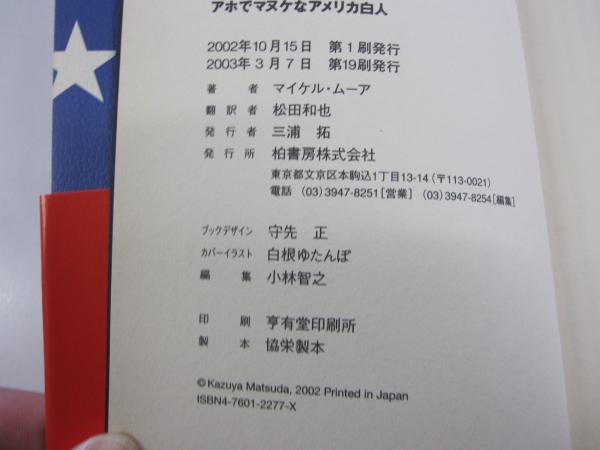 アホでマヌケなアメリカ白人
2002年10月15日 第1刷発行
2003年3月7日 第19刷発行
著者 マイケル・ムーア
翻訳者 松田和也
発行者 三浦 拓
発行所 柏書房株式会社
東京都文京区本駒込1丁目13-14(〒113-0021)
電話 (03)3947-8251[営業] (03)3947-8254[編集]
ブックデザイン 守先 正
カバーイラスト 白根ゆたんぽ
編集 小林智之
印刷 亨有堂印刷所
製本 協栄製本
©Kazuya Matsuda, 2002 Printed in Japan
ISBN4-7601-2277-X